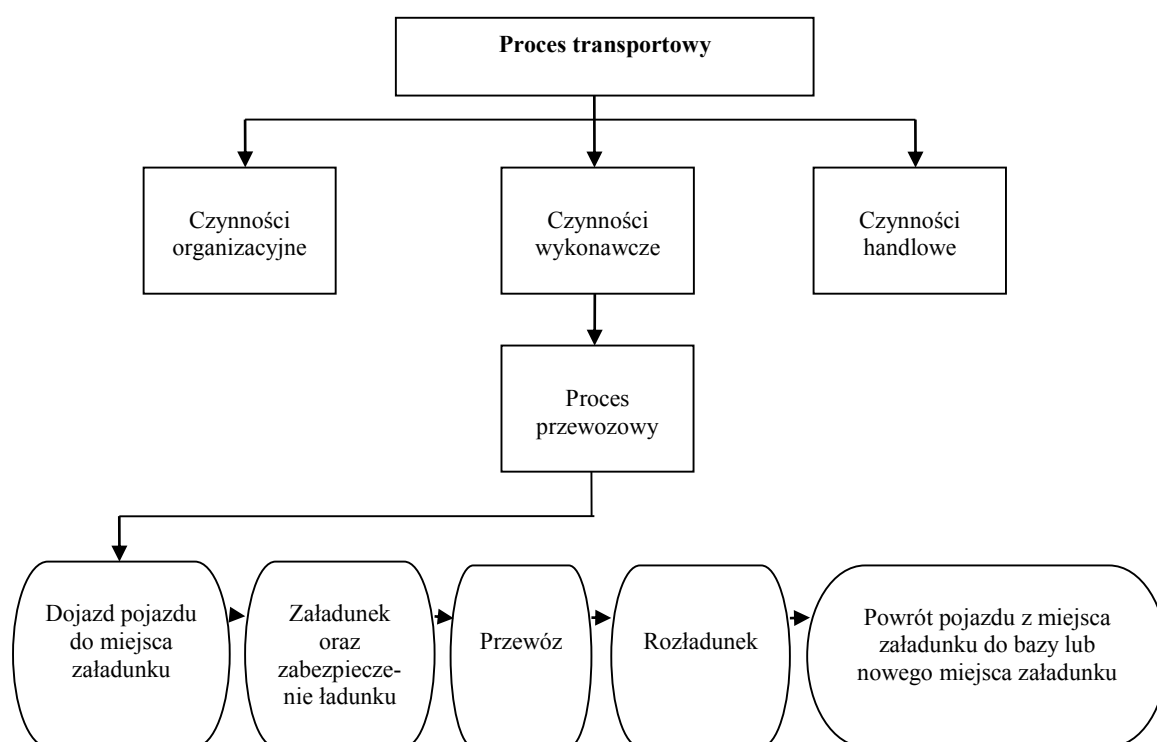 Proces transportowy
Czynności
organizacyjne
Czynności
wykonawcze
Czynności
handlowe
Proces
przewozowy
Dojazd pojazdu
do miejsca
załadunku
Załadunek
oraz
zabezpiecze-
nie ładunku
Przewóz
Rozładunek
Powrót pojazdu z miejsca
załadunku do bazy lub
nowego miejsca załadunku